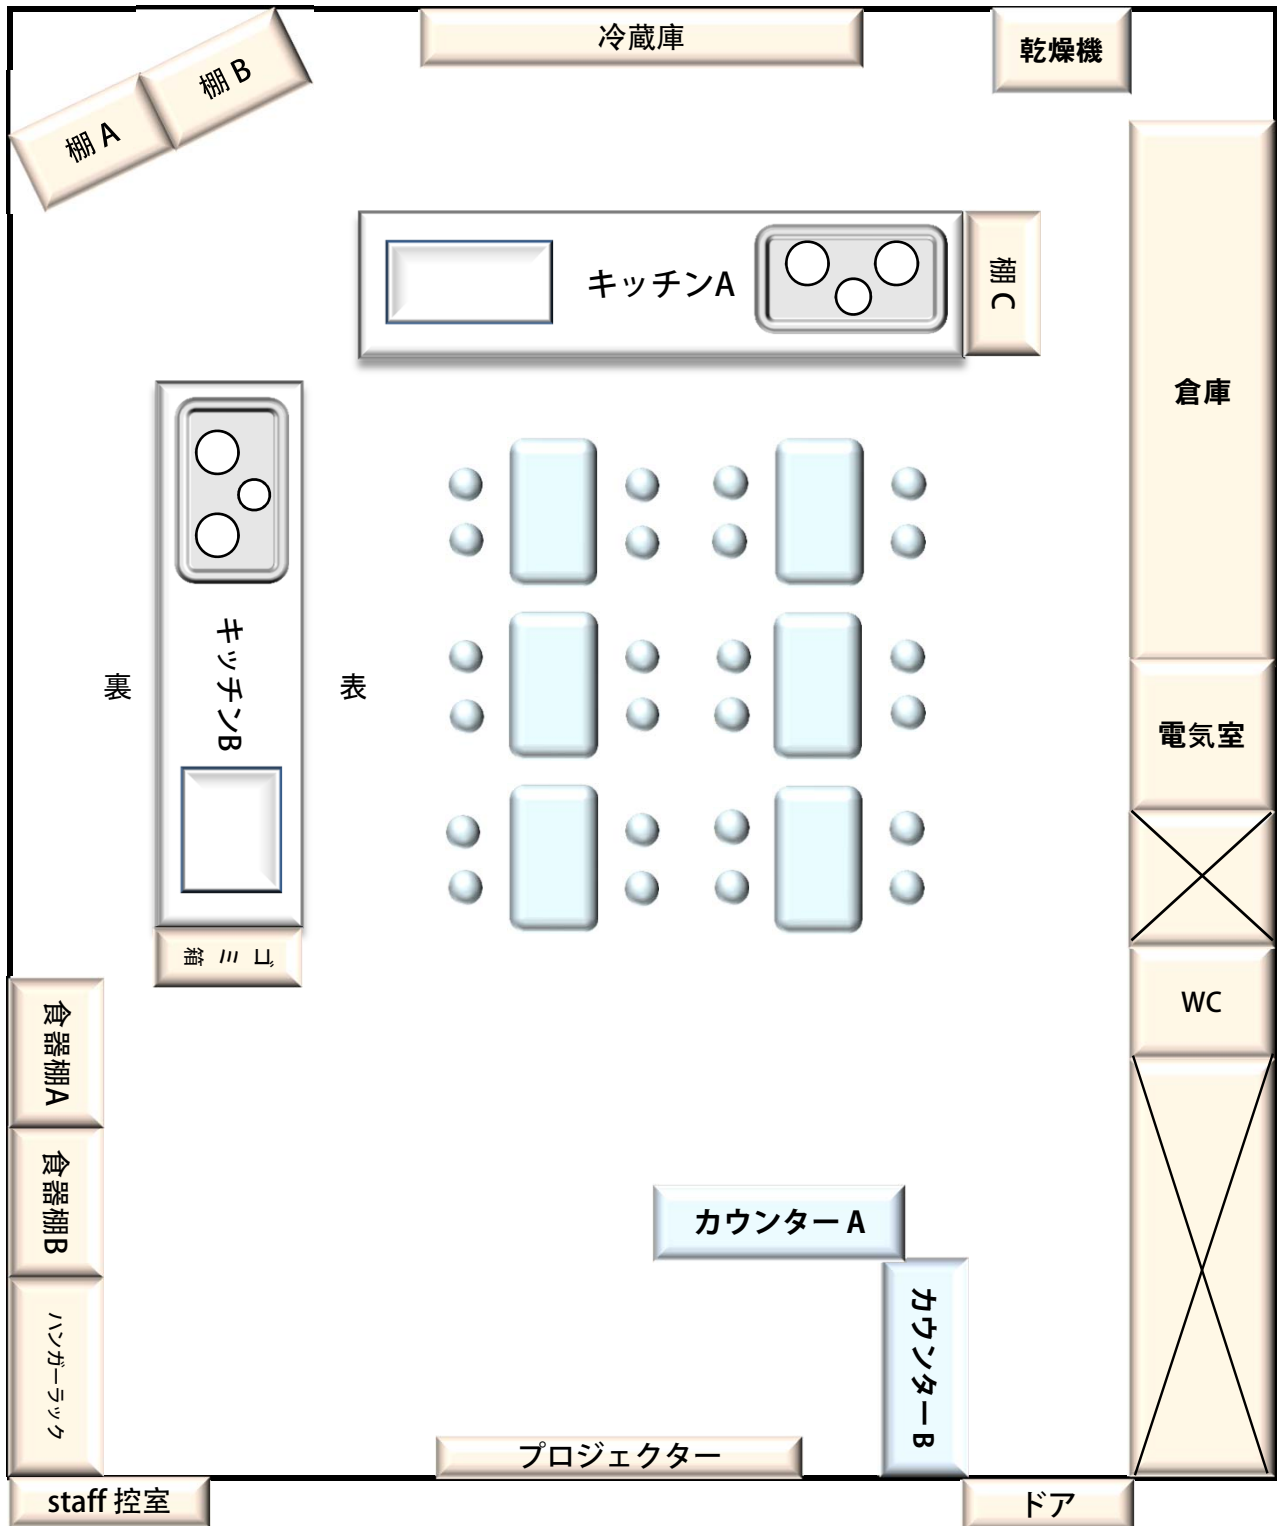 冷蔵庫
乾燥機
棚 B
棚 A
キッチンA
棚 C
倉庫
キッチンB
裏
表
電気室
ゴミ箱
WC
食器棚A
食器棚B
カウンター A
カウンターB
ハンガーラック
プロジェクター
staff 控室
ドア